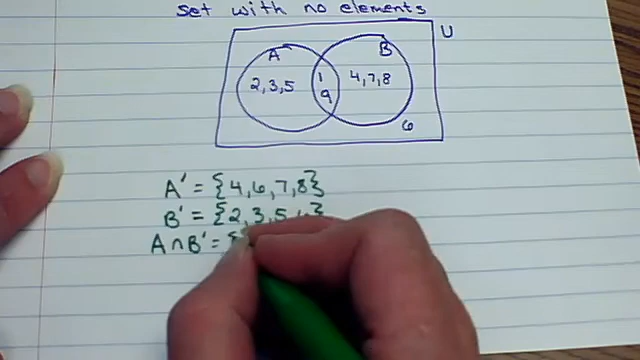 set with no elements
U
A B
2,3,5 1 4,7,8
9
6
A' = {4,6,7,8}
B' = {2,3,5, }
A∩B' = {